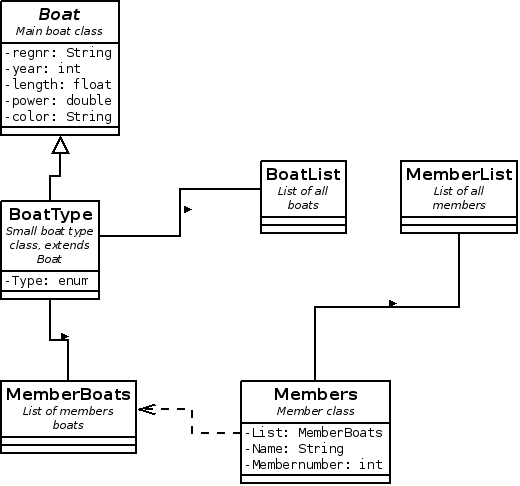 Boat
Main boat class
-regnr: String
-year: int
-length: float
-power: double
-color: String
BoatList
List of all
boats
MemberList
List of all
members
BoatType
Small boat type
class, extends
Boat
-Type: enum
MemberBoats
List of members
boats
Members
Member class
-List: MemberBoats
-Name: String
-Membernumber: int